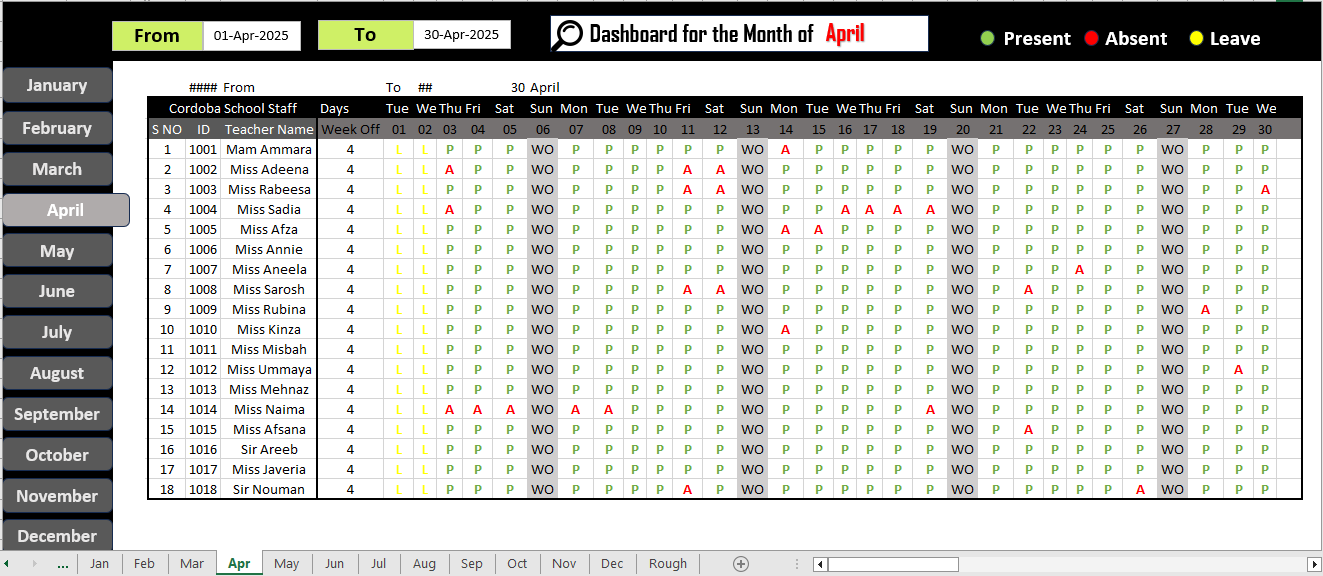 From 01-Apr-2025 To 30-Apr-2025 Dashboard for the Month of April Present Absent Leave
January
February
March
April
May
June
July
August
September
October
November
December
#### From To ## 30 April
Cordoba School Staff Days Tue We Thu Fri Sat Sun Mon Tue We Thu Fri Sat Sun Mon Tue We Thu Fri Sat Sun Mon Tue We Thu Fri Sat Sun Mon Tue We
S NO ID Teacher Name Week Off 01 02 03 04 05 06 07 08 09 10 11 12 13 14 15 16 17 18 19 20 21 22 23 24 25 26 27 28 29 30
1 1001 Mam Ammara 4 L L P P P WO P P P P P P WO A P P P P P WO P P P P P P WO P P P
2 1002 Miss Adeena 4 L L A P P WO P P P P A A WO P P P P P P WO P P P P P P WO P P P
3 1003 Miss Rabeesa 4 L L P P P WO P P P P A A WO P P P P P P WO P P P P P P WO P P A
4 1004 Miss Sadia 4 L L A P P WO P P P P P P WO P P A A A A WO P P P P P P WO P P P
5 1005 Miss Afza 4 L L P P P WO P P P P P P WO A A P P P P WO P P P P P P WO P P P
6 1006 Miss Annie 4 L L P P P WO P P P P P P WO P P P P P P WO P P P P P P WO P P P
7 1007 Miss Aneela 4 L L P P P WO P P P P P P WO P P P P P P WO P P P A P P WO P P P
8 1008 Miss Sarosh 4 L L P P P WO P P P P A A WO P P P P P P WO P A P P P P WO P P P
9 1009 Miss Rubina 4 L L P P P WO P P P P P P WO P P P P P P WO P P P P P P WO A P P
10 1010 Miss Kinza 4 L L P P P WO P P P P P P WO A P P P P P WO P P P P P P WO P P P
11 1011 Miss Misbah 4 L L P P P WO P P P P P P WO P P P P P P WO P P P P P P WO P P P
12 1012 Miss Ummaya 4 L L P P P WO P P P P P P WO P P P P P P WO P P P P P P WO P A P
13 1013 Miss Mehnaz 4 L L P P P WO P P P P P P WO P P P P P P WO P P P P P P WO P P P
14 1014 Miss Naima 4 L L A A A WO A A P P P P WO P P P P P A WO P P P P P P WO P P P
15 1015 Miss Afsana 4 L L P P P WO P P P P P P WO P P P P P P WO P A P P P P WO P P P
16 1016 Sir Areeb 4 L L P P P WO P P P P P P WO P P P P P P WO P P P P P P WO P P P
17 1017 Miss Javeria 4 L L P P P WO P P P P P P WO P P P P P P WO P P P P P P WO P P P
18 1018 Sir Nouman 4 L L P P P WO P P P P A P WO P P P P P P WO P P P P P A WO P P P
... Jan Feb Mar Apr May Jun Jul Aug Sep Oct Nov Dec Rough